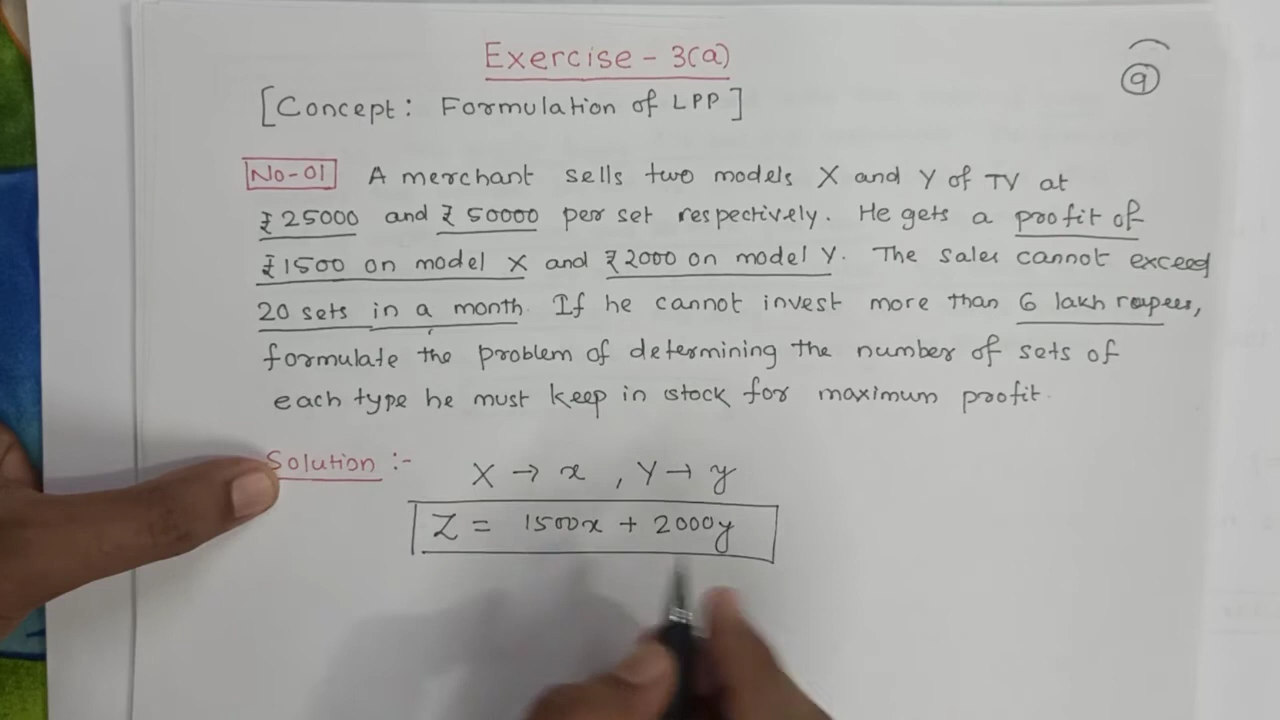 Exercise - 3(a)
9
[Concept: Formulation of LPP]
No-01 A merchant sells two models X and Y of TV at
₹25000 and ₹50000 per set respectively. He gets a profit of
₹1500 on model X and ₹2000 on model Y. The sales cannot exceed
20 sets in a month. If he cannot invest more than 6 lakh rupees,
formulate the problem of determining the number of sets of
each type he must keep in stock for maximum profit.
Solution :- X → x , Y → y
Z = 1500x + 2000y